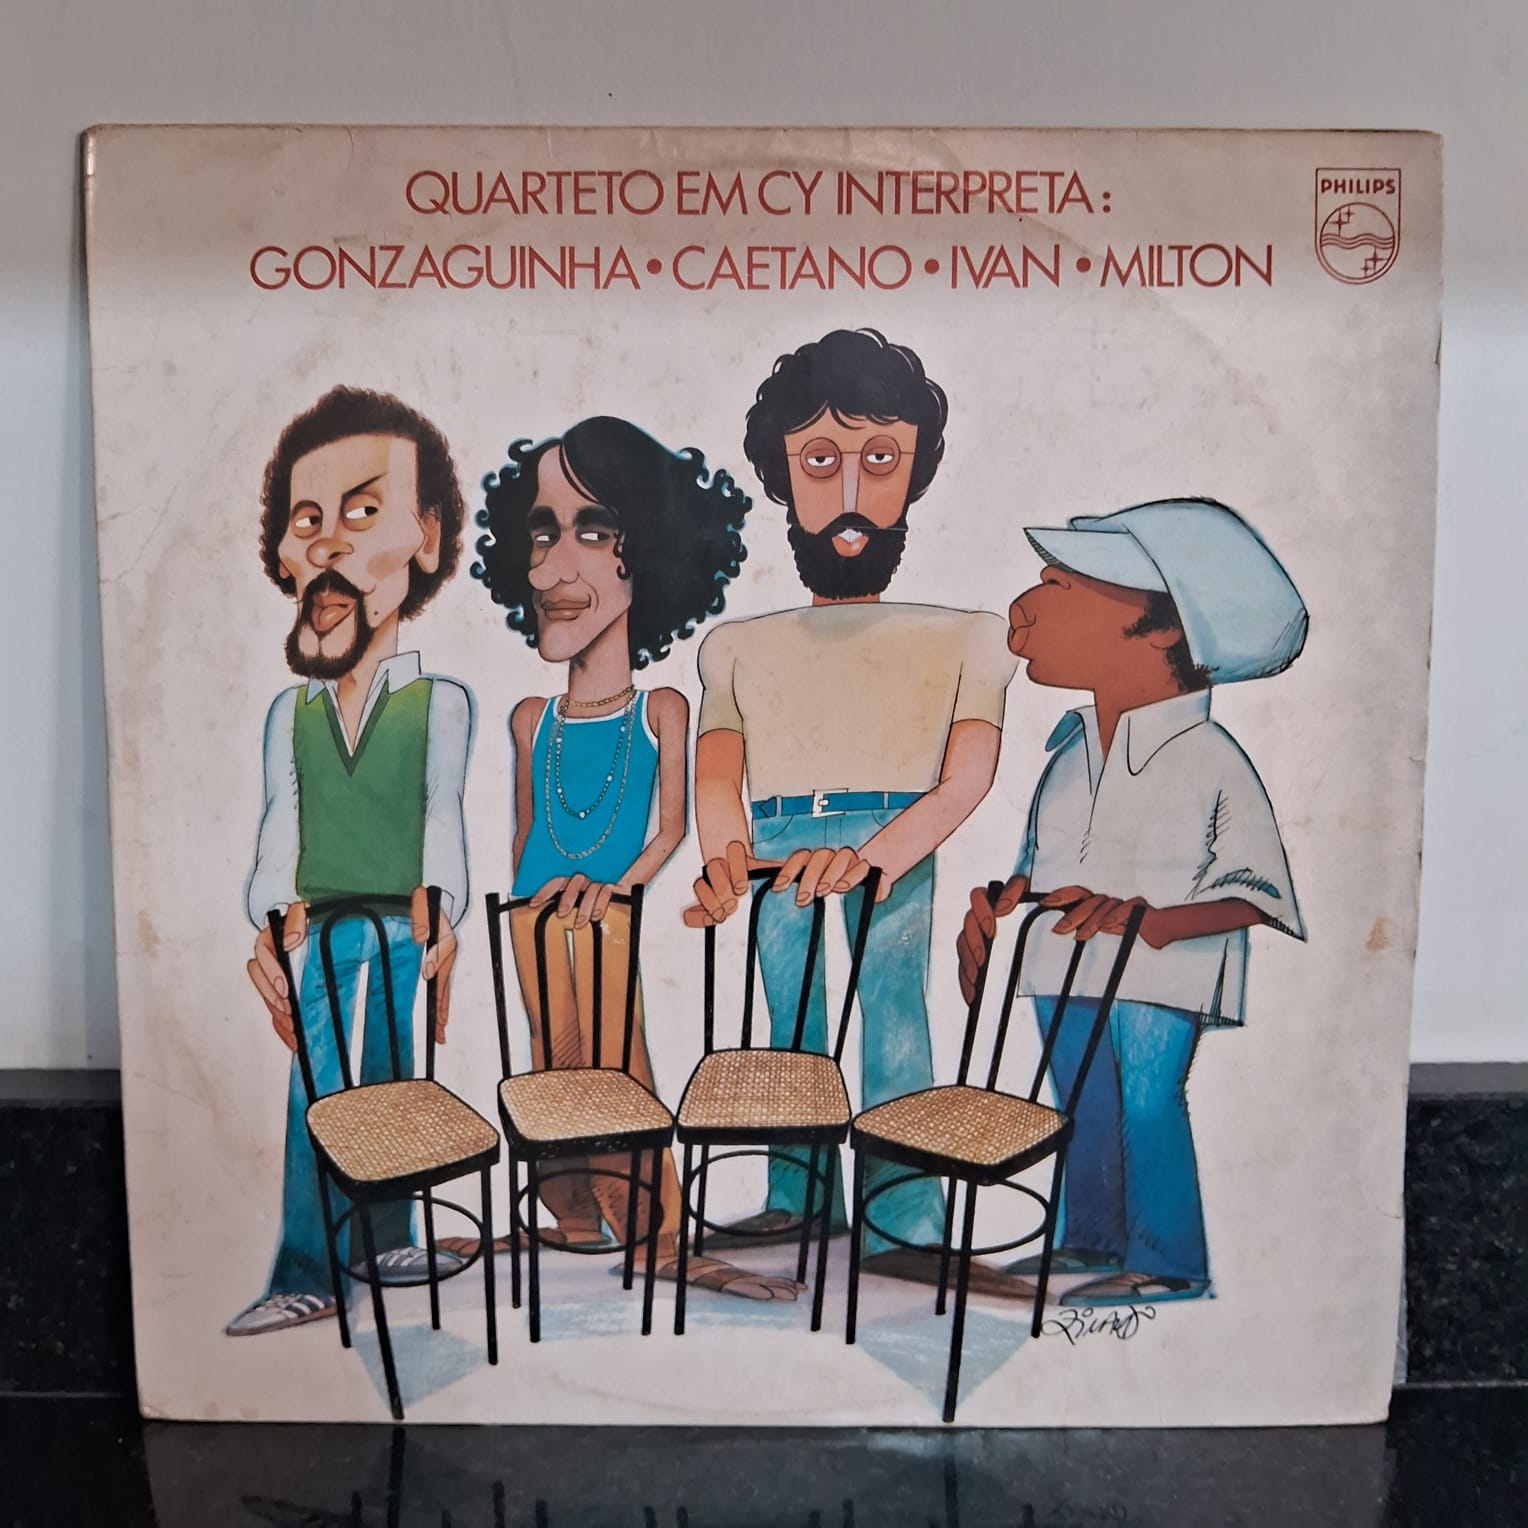 QUARTETO EM CY INTERPRETA:
GONZAGUINHA • CAETANO • IVAN • MILTON
PHILIPS